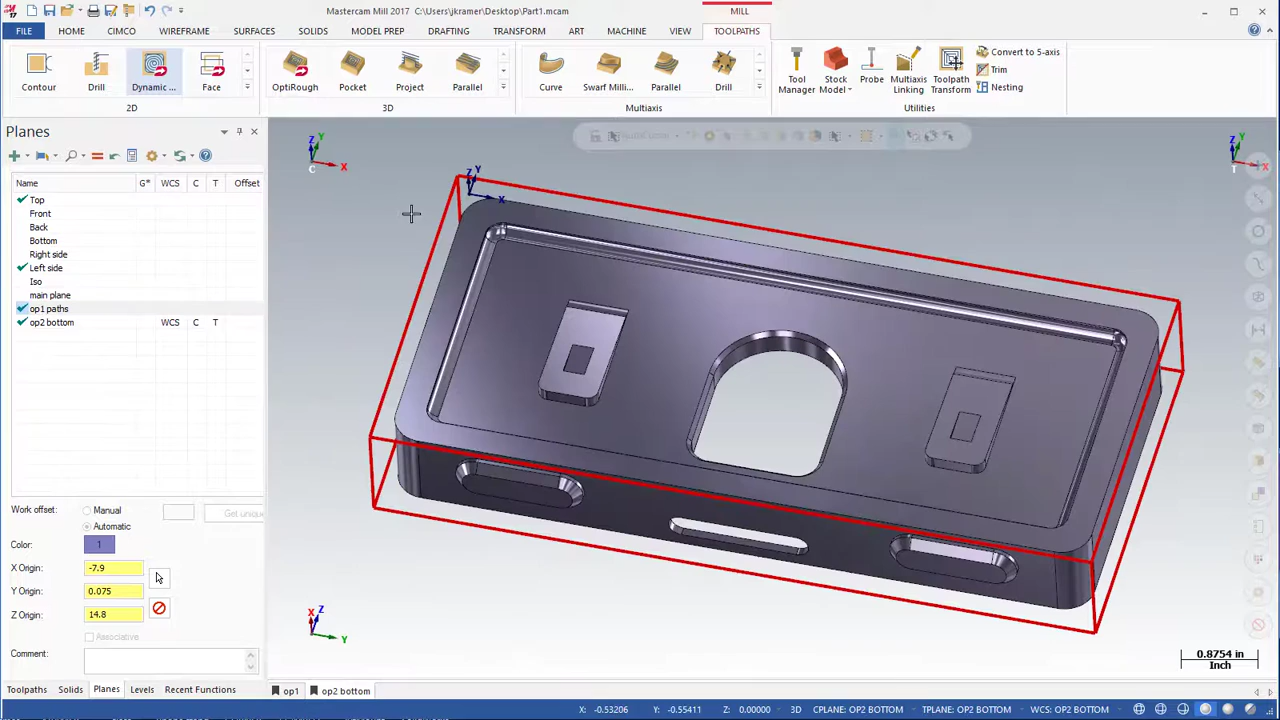 Mastercam Mill 2017 C:\Users\jkramer\Desktop\Part1.mcam
MILL
FILE HOME CIMCO WIREFRAME SURFACES SOLIDS MODEL PREP DRAFTING TRANSFORM ART MACHINE VIEW TOOLPATHS
Contour Drill Dynamic ... Face
2D
OptiRough Pocket Project Parallel
3D
Curve Swarf Milli... Parallel Drill
Multiaxis
Tool Manager Stock Model Probe Multiaxis Linking Toolpath Transform
Convert to 5-axis
Trim
Nesting
Utilities
Planes
Name G* WCS C T Offset
Top
Front
Back
Bottom
Right side
Left side
Iso
main plane
op1 paths
op2 bottom WCS C T
Work offset: Manual Get unique
Automatic
Color: 1
X Origin: -7.9
Y Origin: 0.075
Z Origin: 14.8
Associative
Comment:
Toolpaths Solids Planes Levels Recent Functions
Z Y X C
Z Y X
Z Y X T
X Z Y
0.8754 in
Inch
op1 op2 bottom
X: -0.53206 Y: -0.55411 Z: 0.00000 3D CPLANE: OP2 BOTTOM TPLANE: OP2 BOTTOM WCS: OP2 BOTTOM